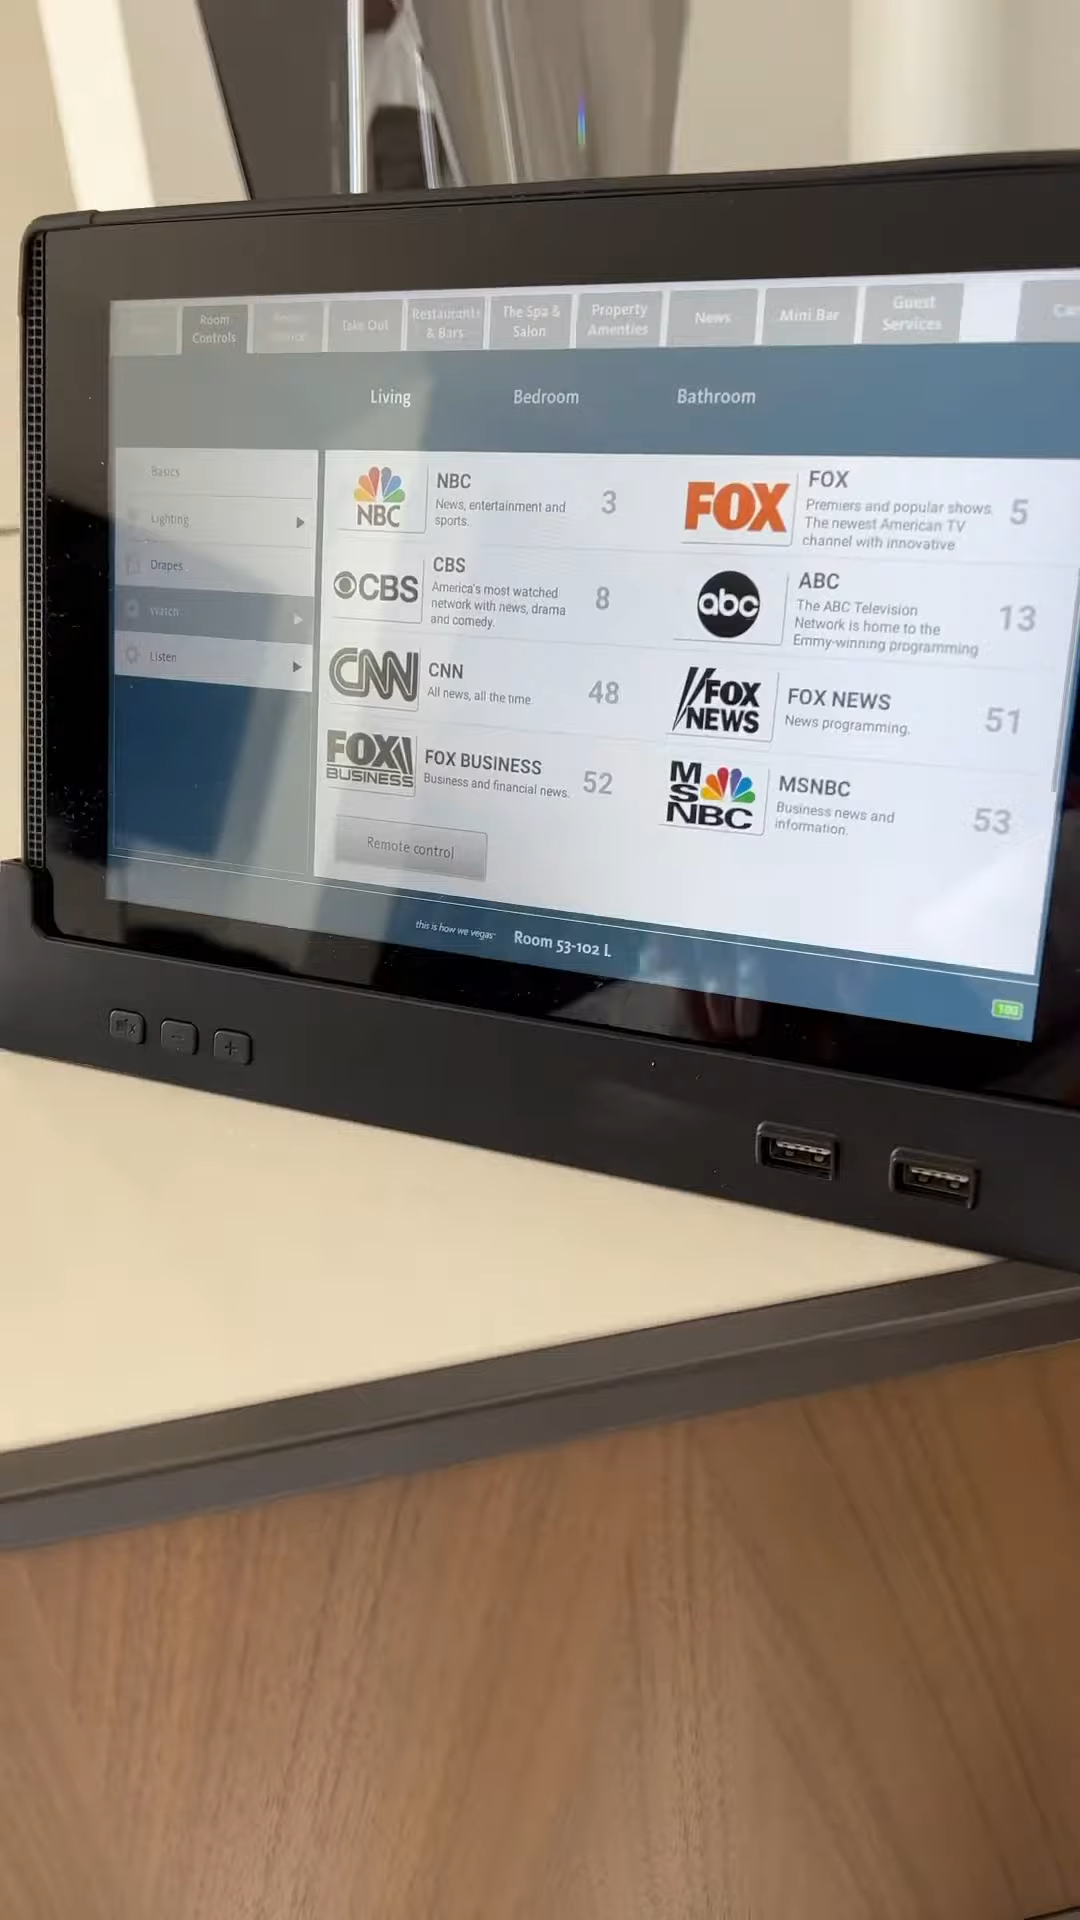 Room
Controls
Take Out
Restaurants
& Bars
The Spa &
Salon
Property
Amenties
News
Mini Bar
Guest
Services
Living
Bedroom
Bathroom
Basics
Lighting
Drapes
Watch
Listen
NBC
NBC
News, entertainment and
sports.
3
FOX
FOX
Premiers and popular shows.
The newest American TV
channel with innovative
5
CBS
CBS
America's most watched
network with news, drama
and comedy.
8
abc
ABC
The ABC Television
Network is home to the
Emmy-winning programming
13
CNN
CNN
All news, all the time.
48
FOX
NEWS
FOX NEWS
News programming.
51
FOX
BUSINESS
FOX BUSINESS
Business and financial news.
52
M
S
NBC
MSNBC
Business news and
information.
53
Remote control
this is how we vegas
Room 53-102 L
100